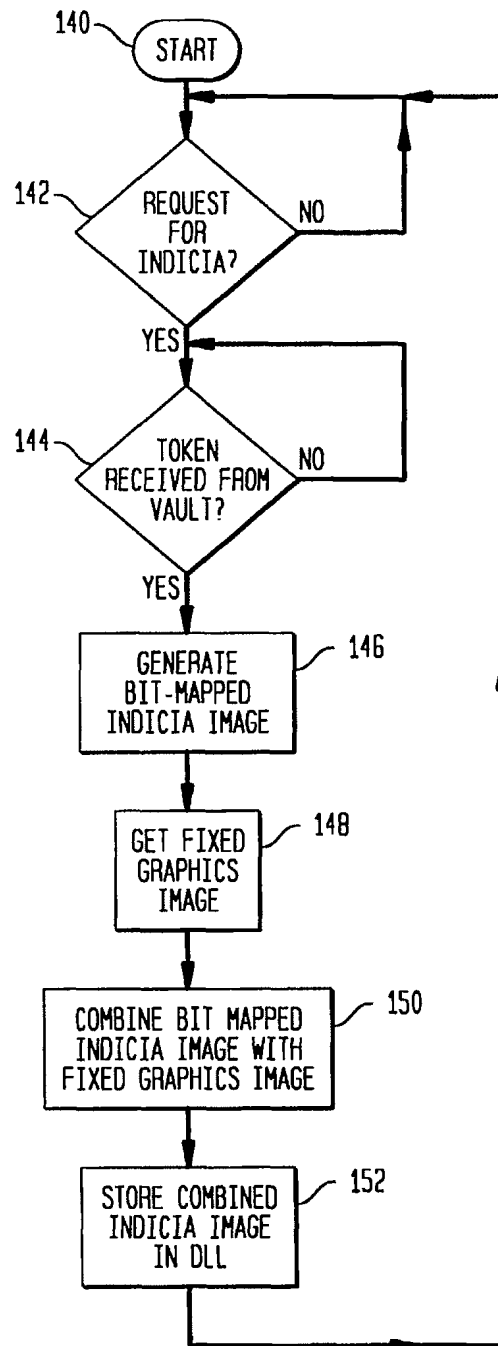 140
START
142
REQUEST
FOR
INDICIA?
NO
YES
144
TOKEN
RECEIVED FROM
VAULT?
NO
YES
146
GENERATE
BIT-MAPPED
INDICIA IMAGE
148
GET FIXED
GRAPHICS
IMAGE
150
COMBINE BIT MAPPED
INDICIA IMAGE WITH
FIXED GRAPHICS IMAGE
152
STORE COMBINED
INDICIA IMAGE
IN DLL